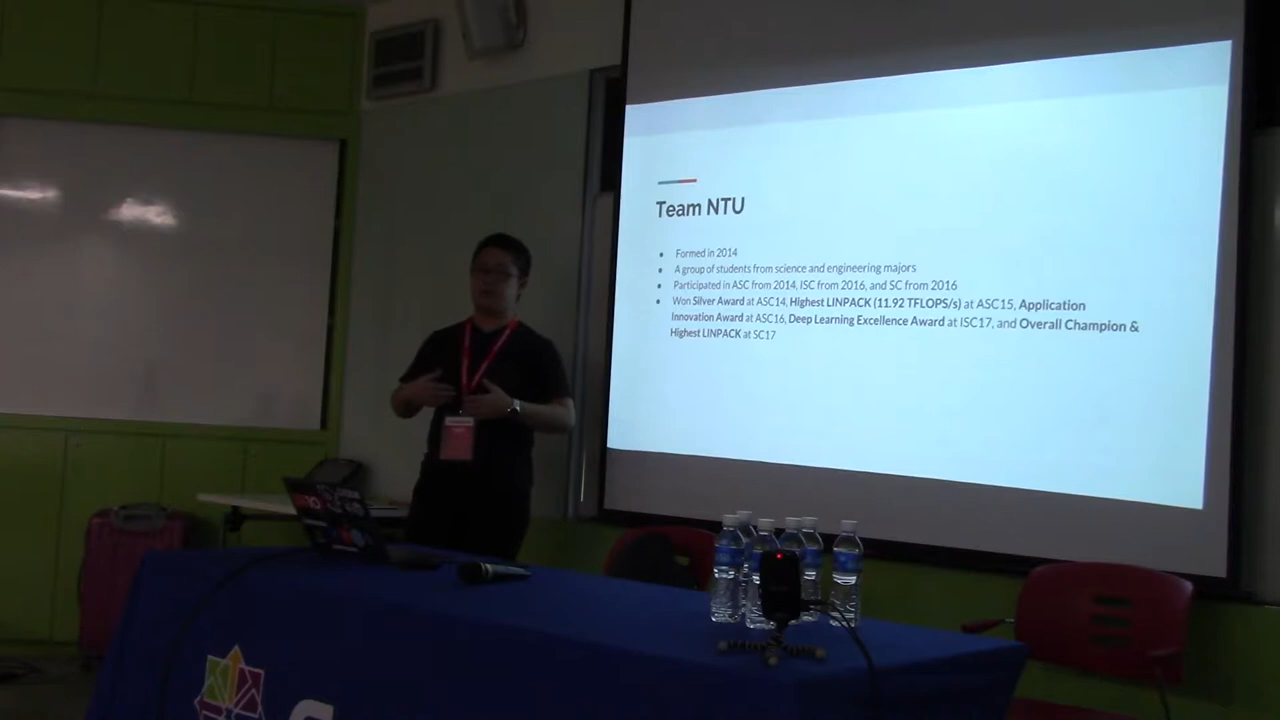 Team NTU
Formed in 2014
A group of students from science and engineering majors
Participated in ASC from 2014, ISC from 2016, and SC from 2016
Won Silver Award at ASC14, Highest LINPACK (11.92 TFLOPS/s) at ASC15, Application
Innovation Award at ASC16, Deep Learning Excellence Award at ISC17, and Overall Champion &
Highest LINPACK at SC17